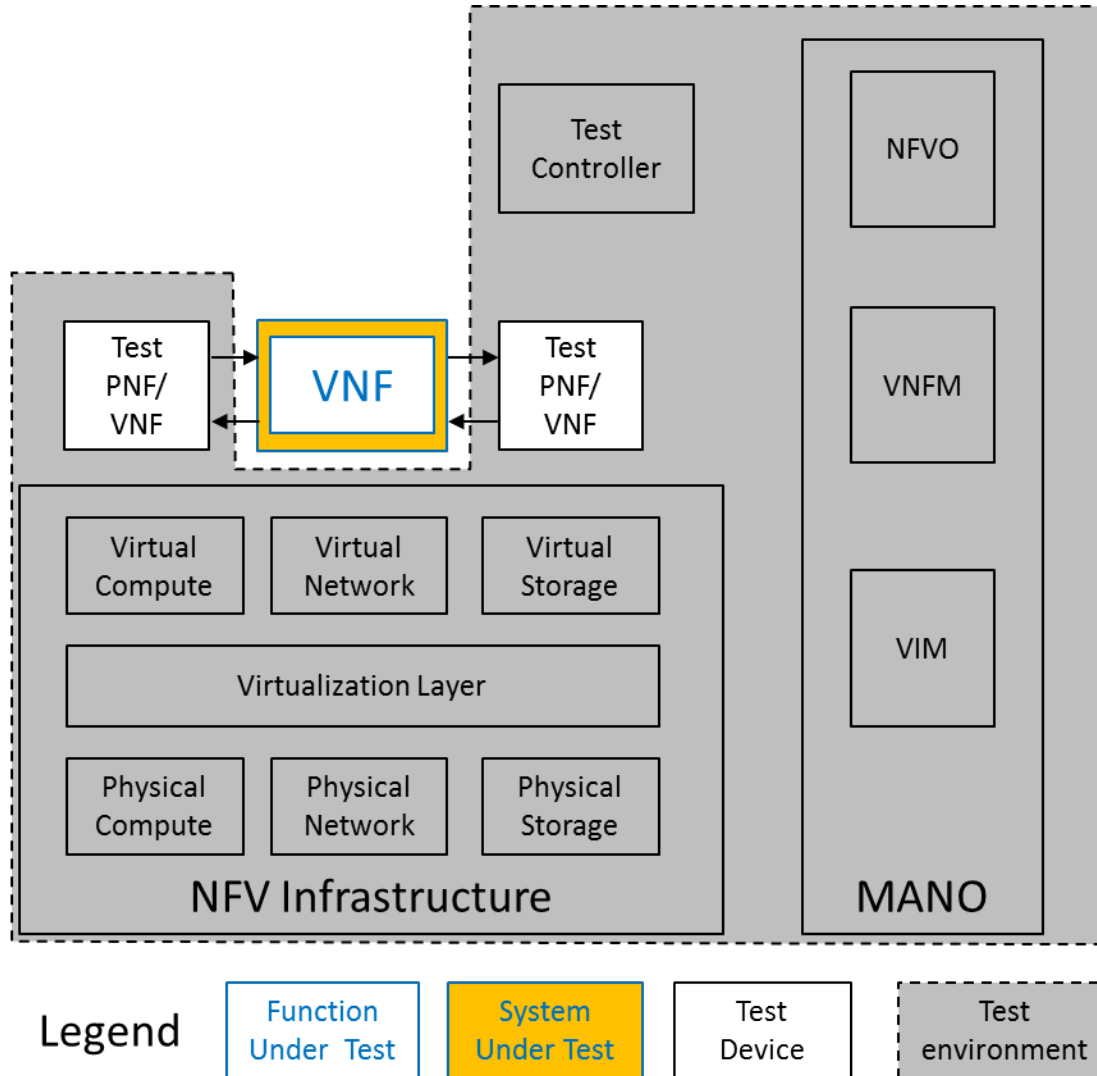 Test
Controller
NFVO
Test
PNF/
VNF
VNF
Test
PNF/
VNF
VNFM
Virtual
Compute
Virtual
Network
Virtual
Storage
Virtualization Layer
VIM
Physical
Compute
Physical
Network
Physical
Storage
NFV Infrastructure
MANO
Legend
Function
Under Test
System
Under Test
Test
Device
Test
environment